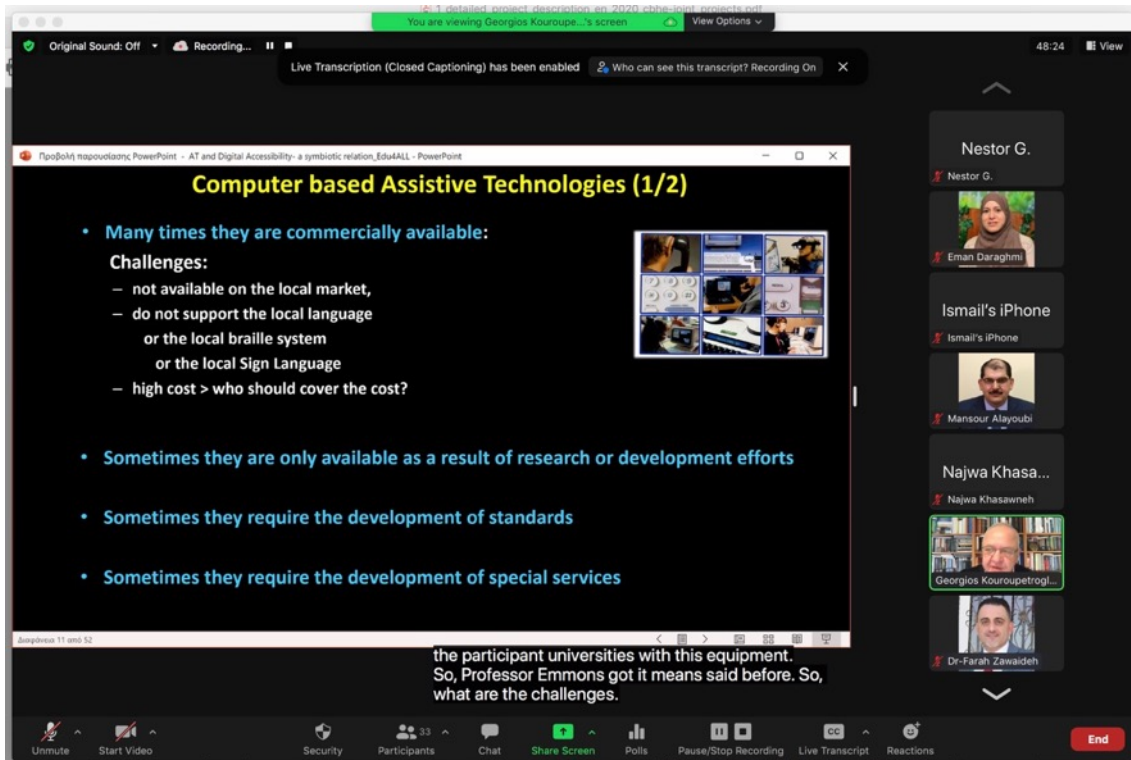 1 detailed project description en 2020 cbhe-joint projects.pdf
You are viewing Georgios Kouroupe...'s screen
View Options
Original Sound: Off
Recording...
48:24
View
Live Transcription (Closed Captioning) has been enabled
Who can see this transcript? Recording On
Προβολή παρουσίασης PowerPoint - AT and Digital Accessibility- a symbiotic relation_Edu4ALL - PowerPoint
Computer based Assistive Technologies (1/2)
• Many times they are commercially available:
Challenges:
– not available on the local market,
– do not support the local language
or the local braille system
or the local Sign Language
– high cost > who should cover the cost?
• Sometimes they are only available as a result of research or development efforts
• Sometimes they require the development of standards
• Sometimes they require the development of special services
Διαφάνεια 11 από 52
the participant universities with this equipment.
So, Professor Emmons got it means said before. So,
what are the challenges.
Nestor G.
Nestor G.
Eman Daraghmi
Ismail's iPhone
Ismail's iPhone
Mansour Alayoubi
Najwa Khasa...
Najwa Khasawneh
Georgios Kouroupetrogl...
Dr-Farah Zawaideh
Unmute
Start Video
Security
33
Participants
Chat
Share Screen
Polls
Pause/Stop Recording
CC
Live Transcript
Reactions
End